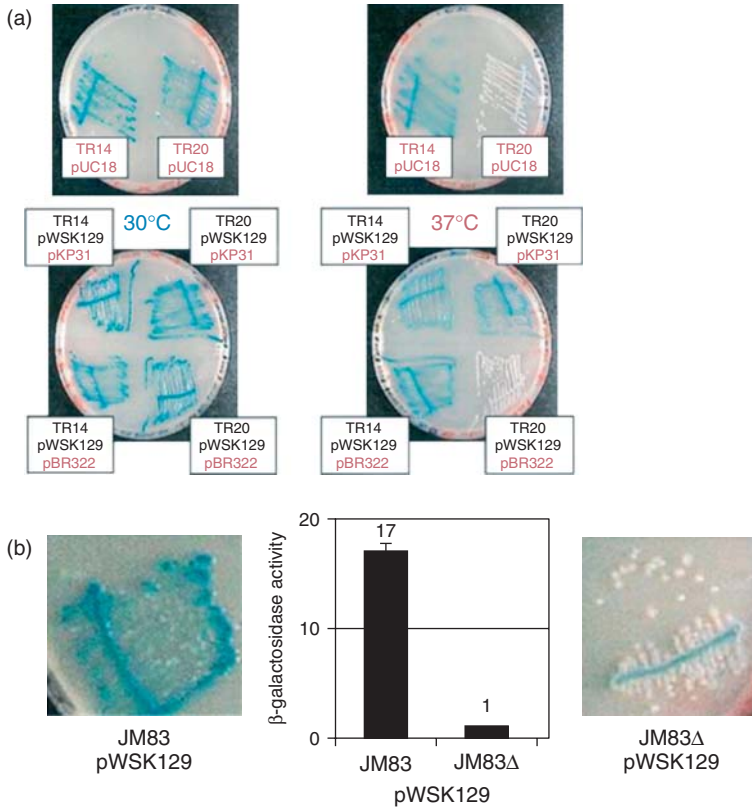 (a)
TR14
pUC18
TR20
pUC18
TR14
pUC18
TR20
pUC18
TR14
pWSK129
pKP31
30°C
TR20
pWSK129
pKP31
TR14
pWSK129
pKP31
37°C
TR20
pWSK129
pKP31
TR14
pWSK129
pBR322
TR20
pWSK129
pBR322
TR14
pWSK129
pBR322
TR20
pWSK129
pBR322
(b)
JM83
pWSK129
β-galactosidase activity
20
10
0
17
1
JM83
JM83Δ
pWSK129
JM83Δ
pWSK129